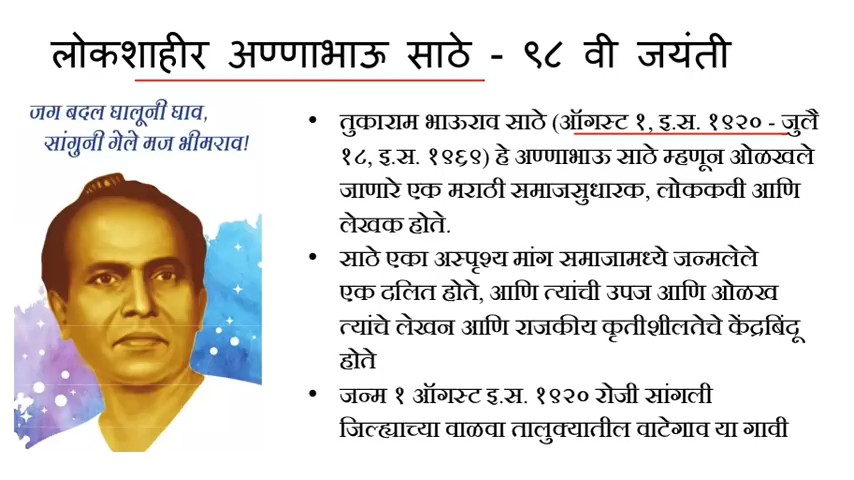 लोकशाहीर अण्णाभाऊ साठे - ९८ वी जयंती
जग बदल घालूनी घाव,
सांगुनी गेले मज भीमराव!
• तुकाराम भाऊराव साठे (ऑगस्ट १, इ.स. १९२० - जुलै
१८, इ.स. १९६९) हे अण्णाभाऊ साठे म्हणून ओळखले
जाणारे एक मराठी समाजसुधारक, लोककवी आणि
लेखक होते.
• साठे एका अस्पृश्य मांग समाजामध्ये जन्मलेले
एक दलित होते, आणि त्यांची उपज आणि ओळख
त्यांचे लेखन आणि राजकीय कृतीशीलतेचे केंद्रबिंदू
होते
• जन्म १ ऑगस्ट इ.स. १९२० रोजी सांगली
जिल्ह्याच्या वाळवा तालुक्यातील वाटेगाव या गावी